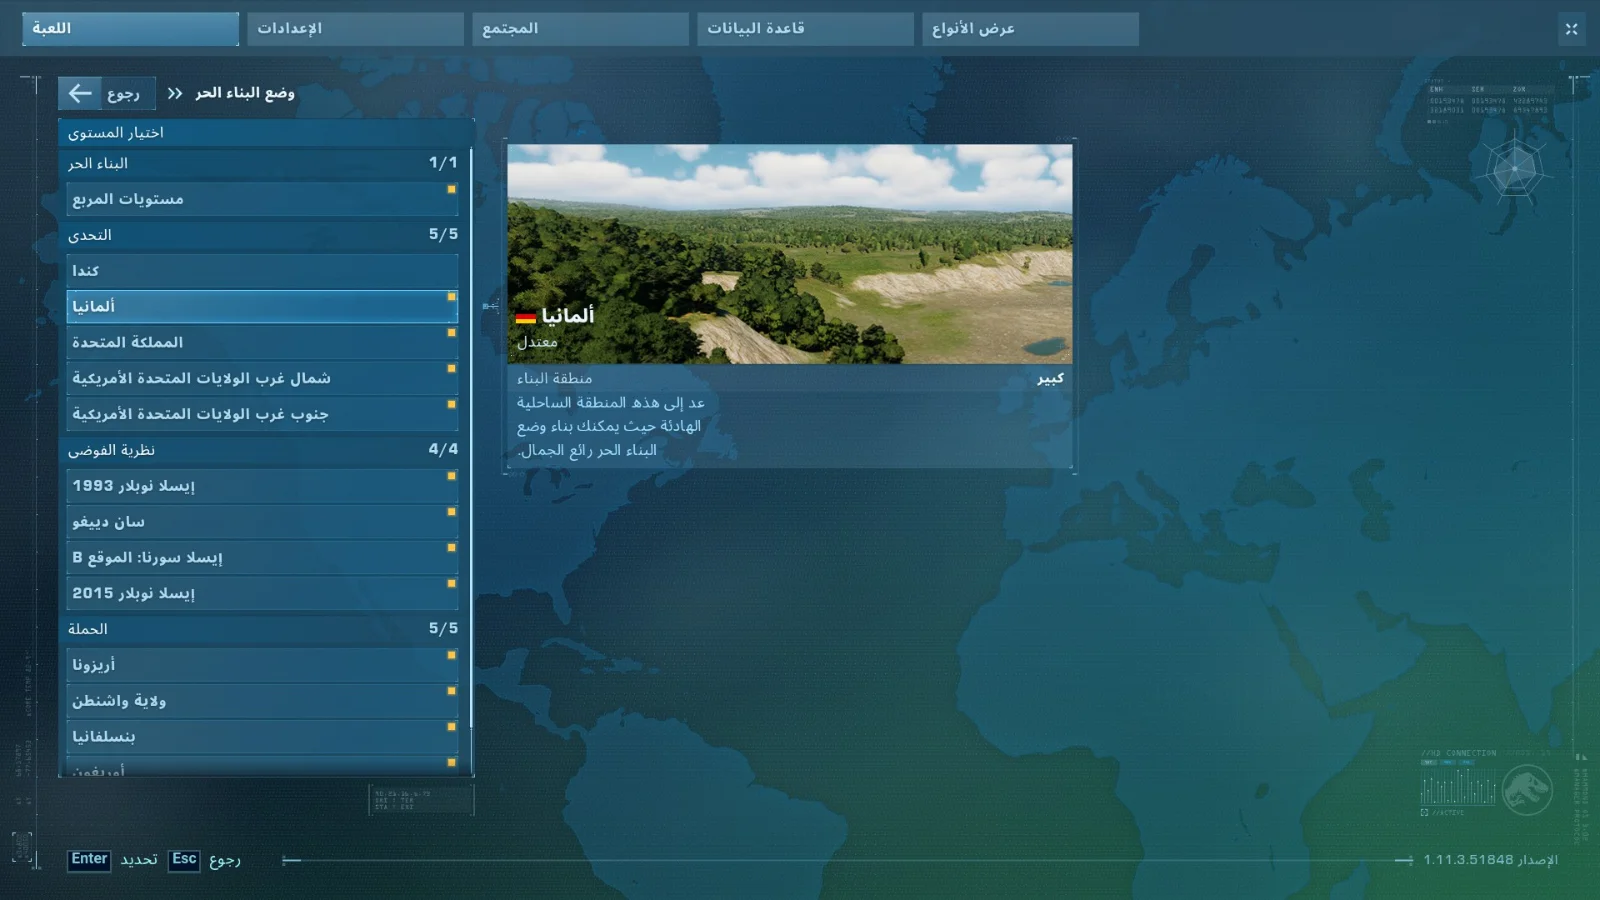 اللعبة
الإعدادات
المجتمع
قاعدة البيانات
عرض الأنواع
رجوع
وضع البناء الحر
اختيار المستوى
البناء الحر 1/1
مستويات المربع
التحدي 5/5
كندا
ألمانيا
المملكة المتحدة
شمال غرب الولايات المتحدة الأمريكية
جنوب غرب الولايات المتحدة الأمريكية
نظرية الفوضى 4/4
إيسلا نوبلار 1993
سان دييغو
إيسلا سورنا: الموقع B
إيسلا نوبلار 2015
الحملة 5/5
أريزونا
ولاية واشنطن
بنسلفانيا
أوريغون
ألمانيا
معتدل
منطقة البناء كبير
عد إلى هذه المنطقة الساحلية
الهادئة حيث يمكنك بناء وضع
البناء الحر رائع الجمال.
//HD CONNECTION
//ACTIVE
Enter تحديد Esc رجوع
الإصدار 1.11.3.51848